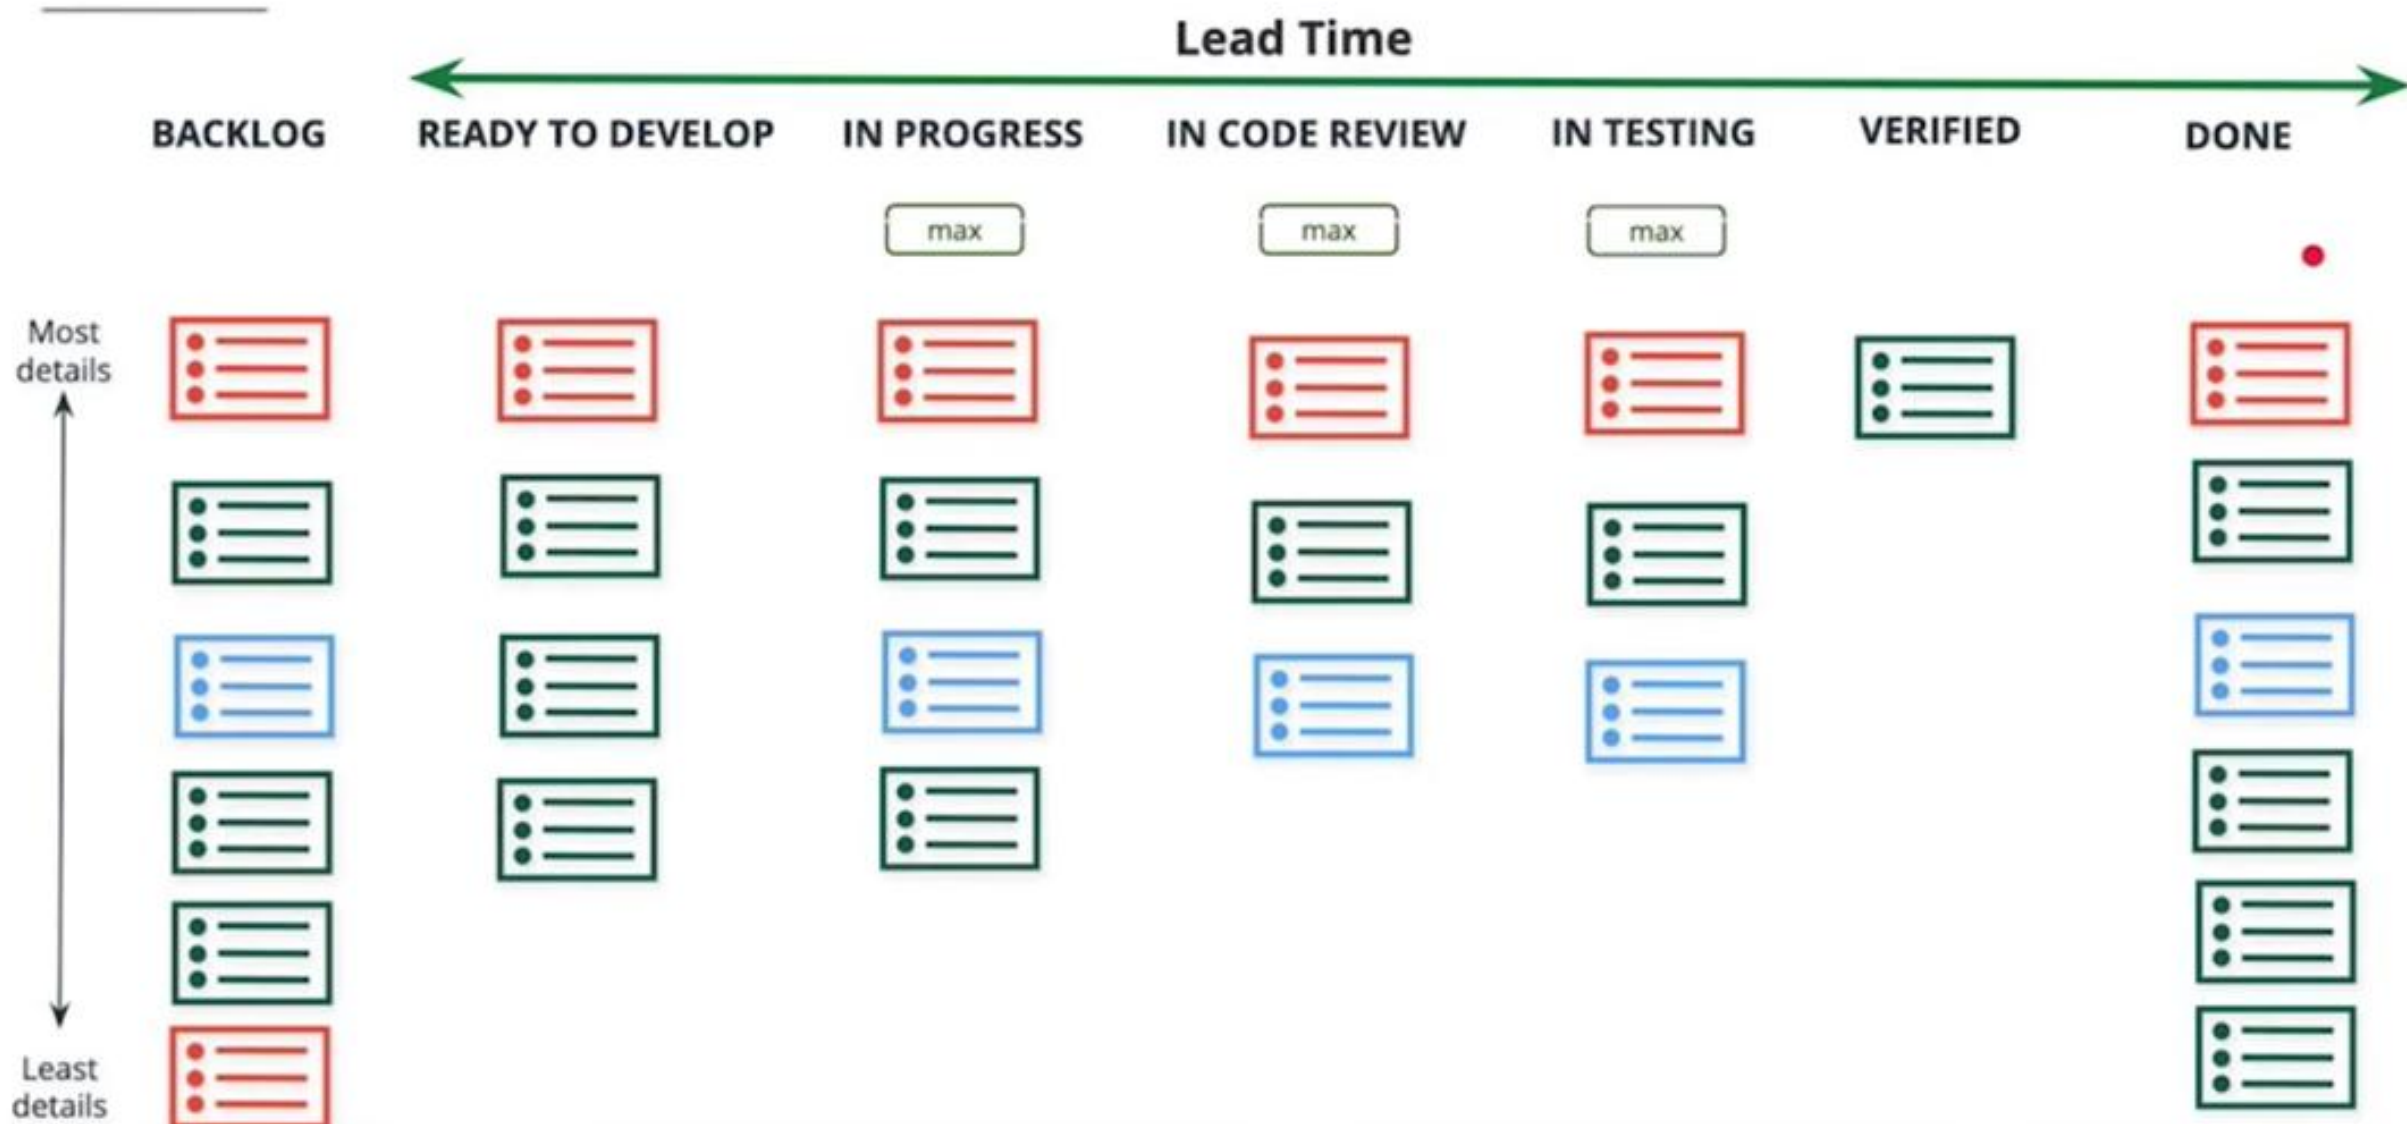 Lead Time
BACKLOG READY TO DEVELOP IN PROGRESS IN CODE REVIEW IN TESTING VERIFIED DONE
max max max
Most
details
Least
details